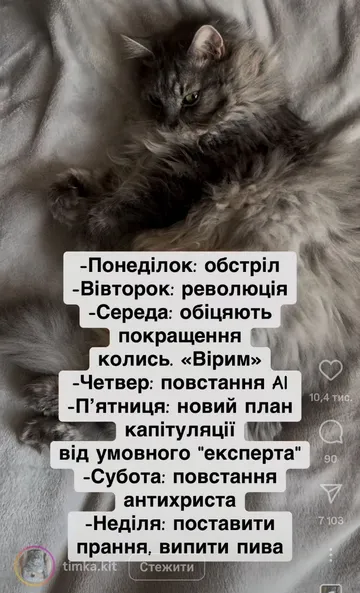 -Понеділок: обстріл
-Вівторок: революція
-Середа: обіцяють
покращення
колись. «Вірим»
-Четвер: повстання AI
-П'ятниця: новий план
капітуляції
від умовного "експерта"
-Субота: повстання
антихриста
-Неділя: поставити
прання, випити пива
10,4 тис.
90
7 103
timka.kit
Стежити